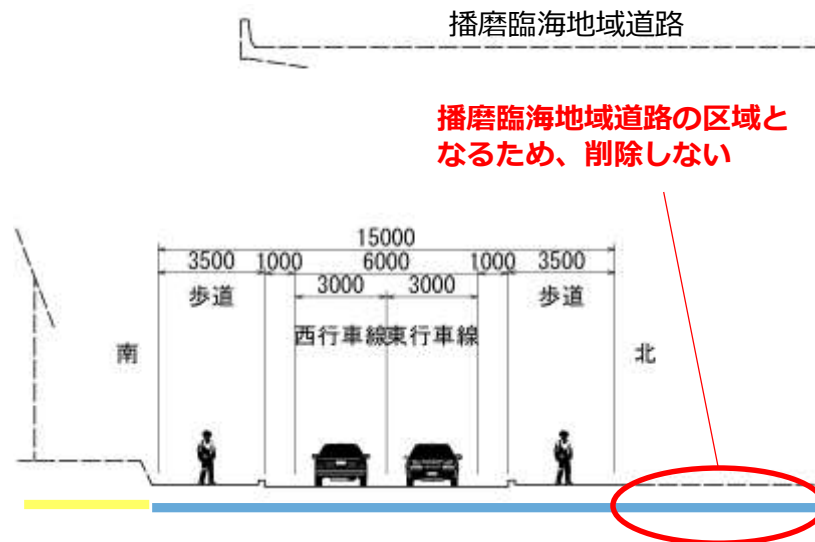 播磨臨海地域道路
播磨臨海地域道路の区域と
なるため、削除しない
15000
3500 1000 6000 1000 3500
3000 3000
歩道 歩道
西行車線 東行車線
南 北